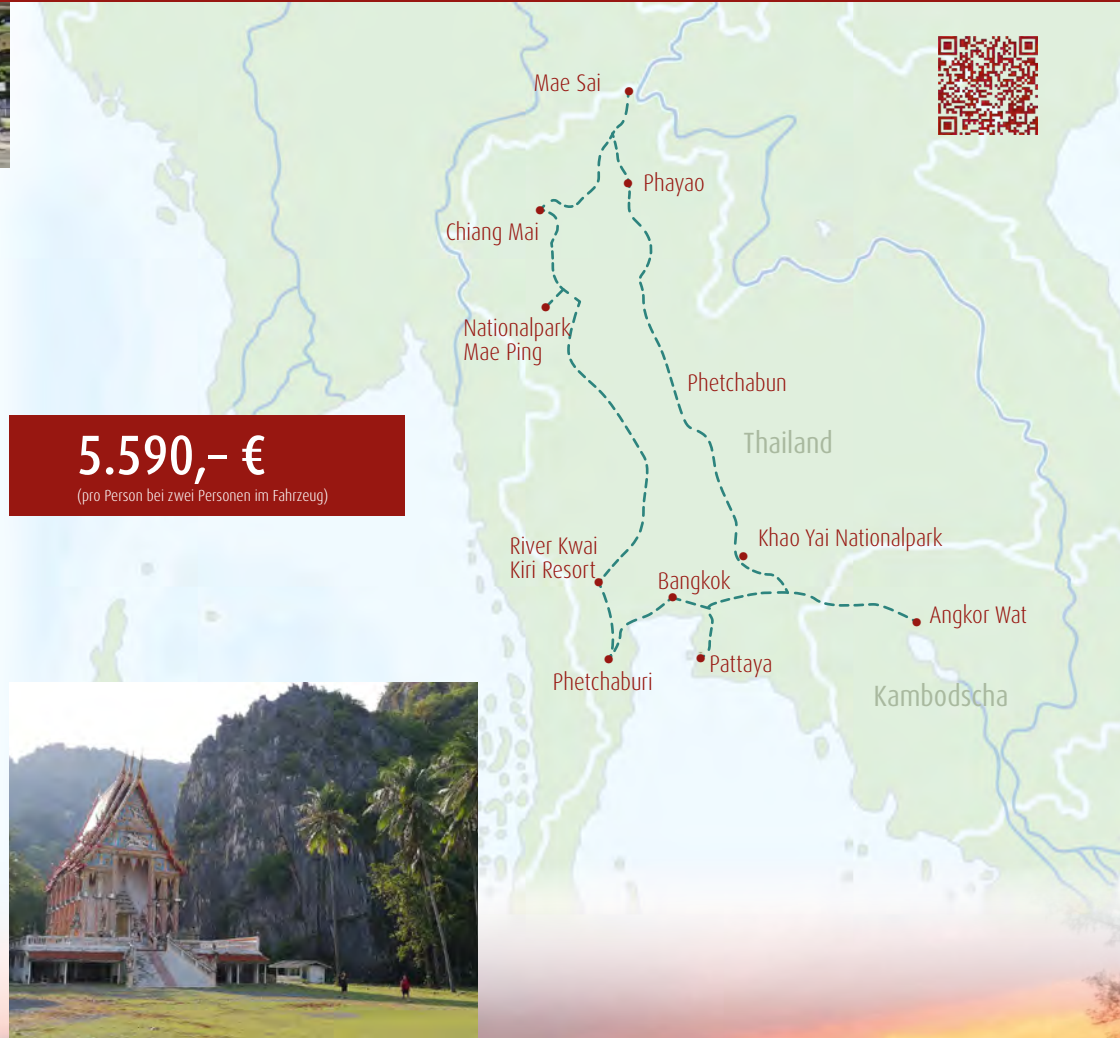 Mae Sai
Phayao
Chiang Mai
Nationalpark
Mae Ping
Phetchabun
5.590,– €
(pro Person bei zwei Personen im Fahrzeug)
Thailand
River Kwai
Kiri Resort
Khao Yai Nationalpark
Bangkok
Angkor Wat
Pattaya
Phetchaburi
Kambodscha